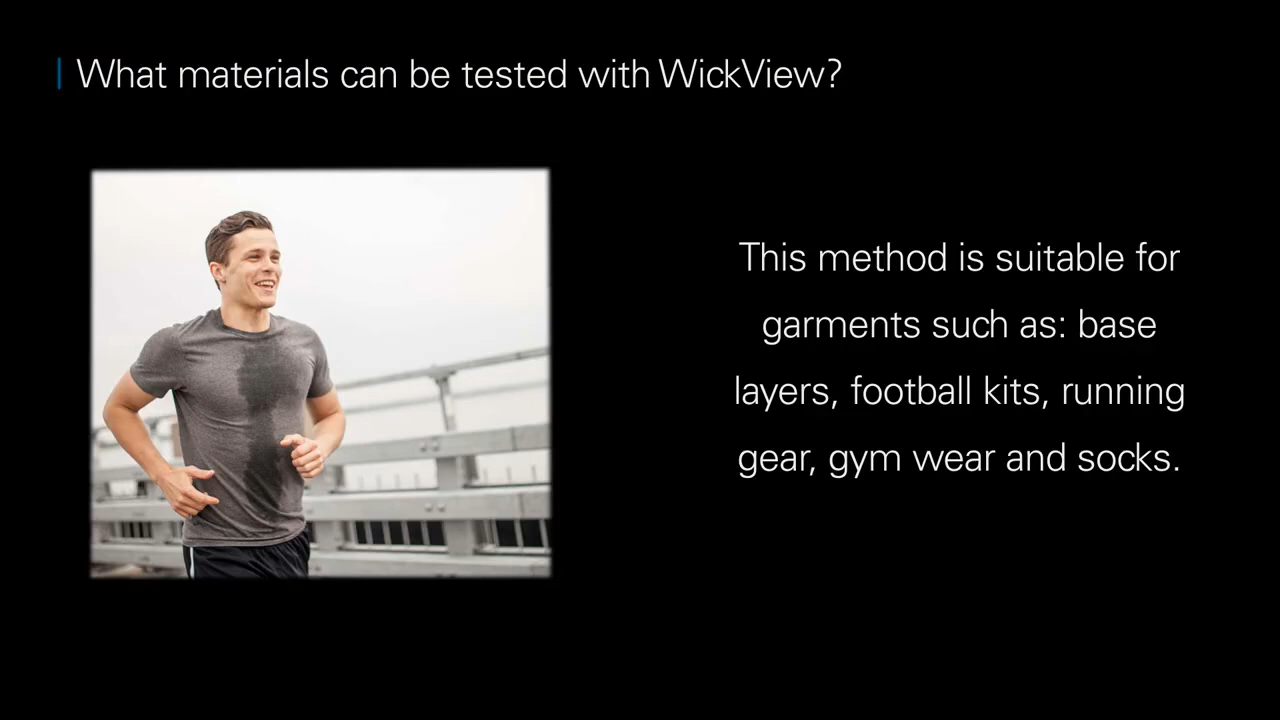 What materials can be tested with WickView?
This method is suitable for
garments such as: base
layers, football kits, running
gear, gym wear and socks.